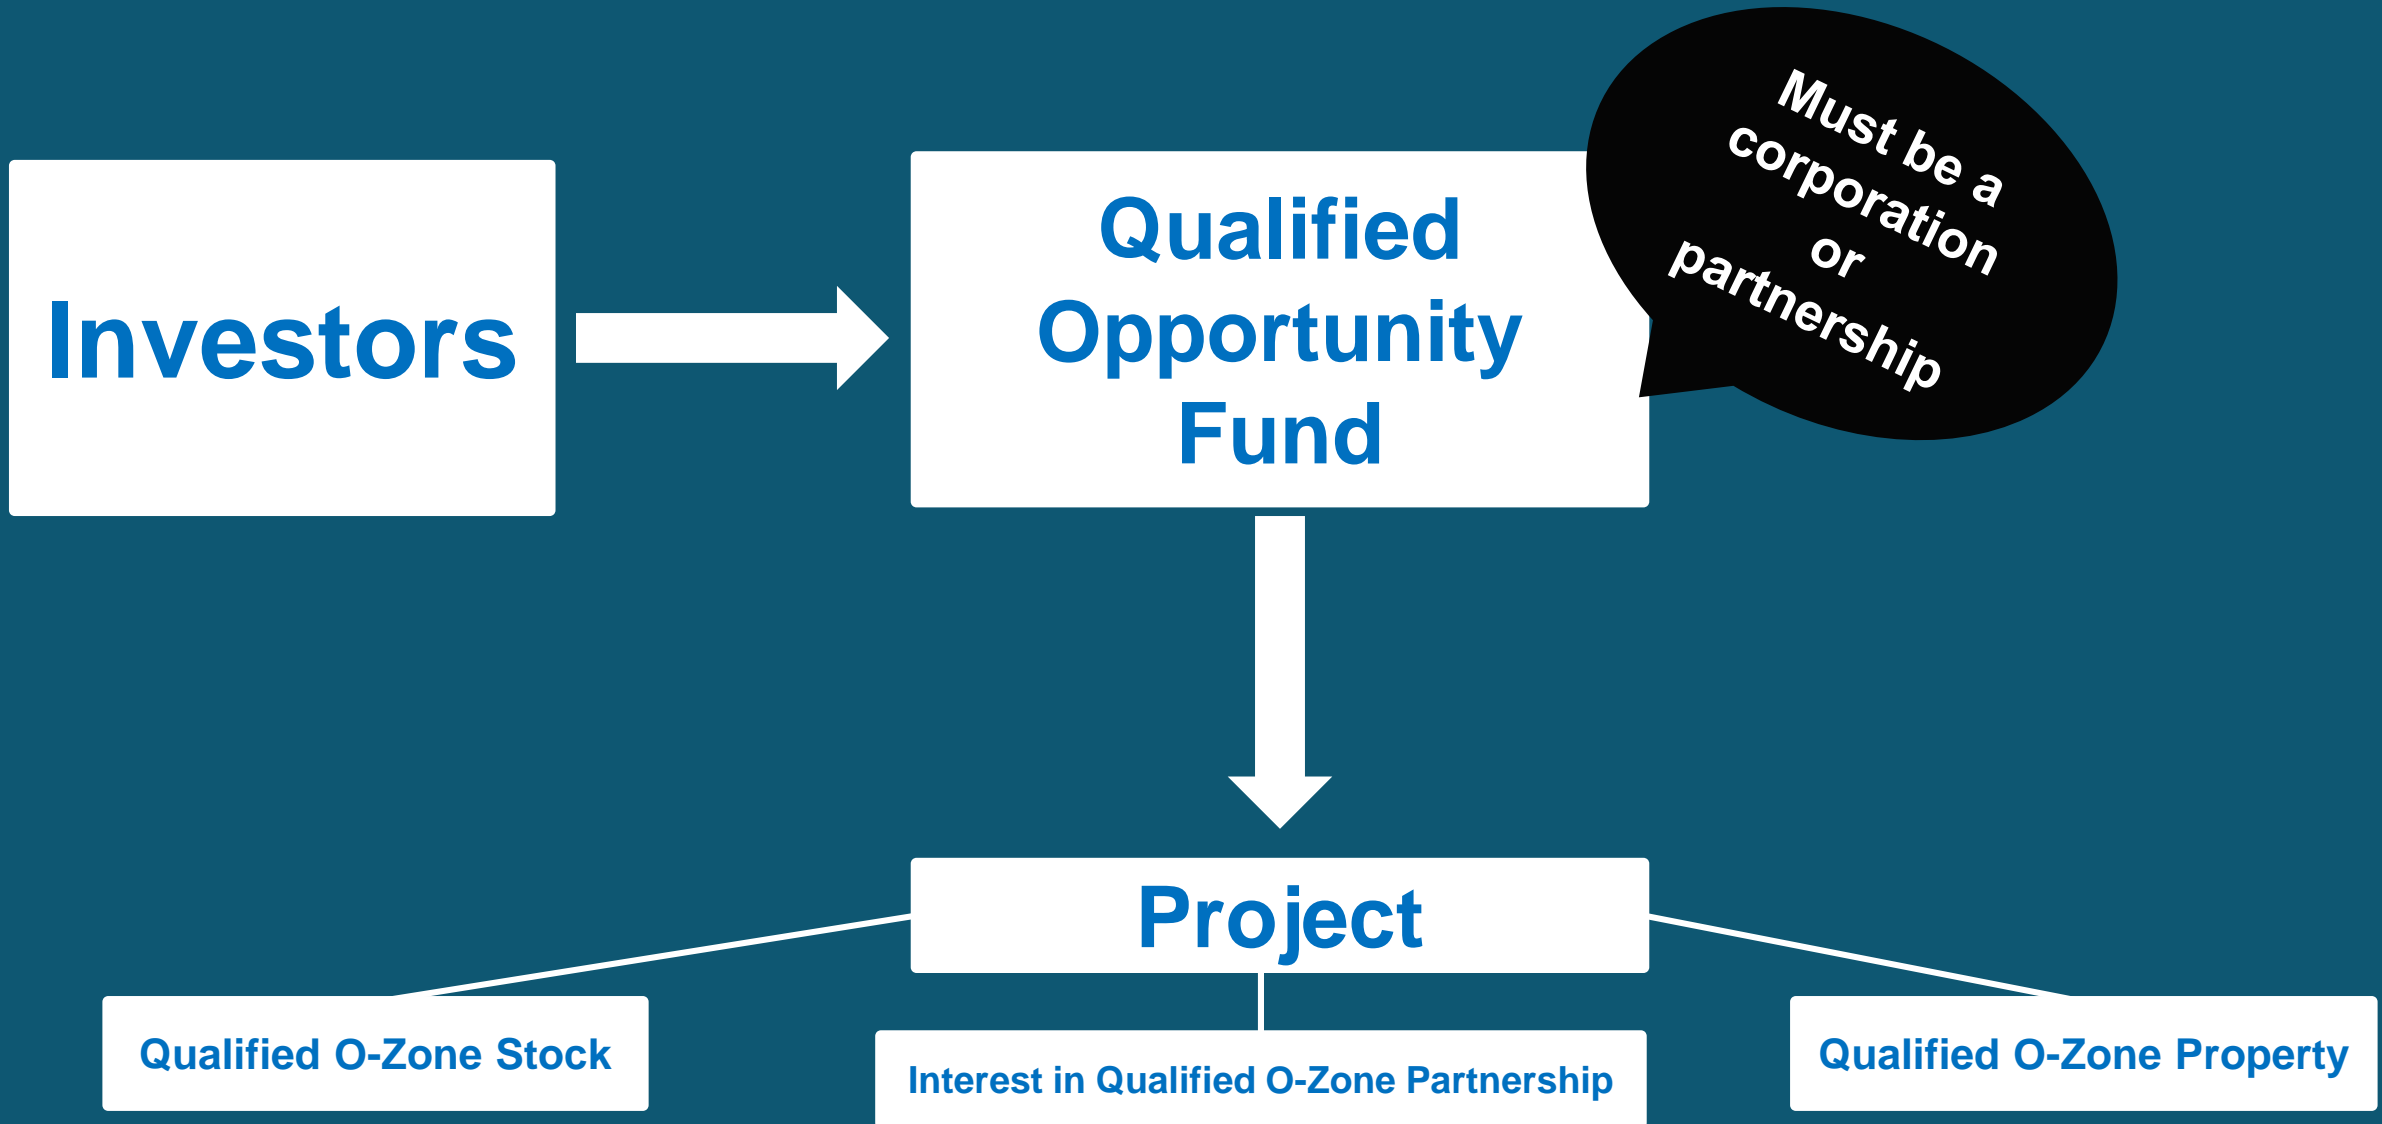 Investors
Qualified
Opportunity
Fund
Must be a
corporation
or
partnership
Project
Qualified O-Zone Stock
Interest in Qualified O-Zone Partnership
Qualified O-Zone Property